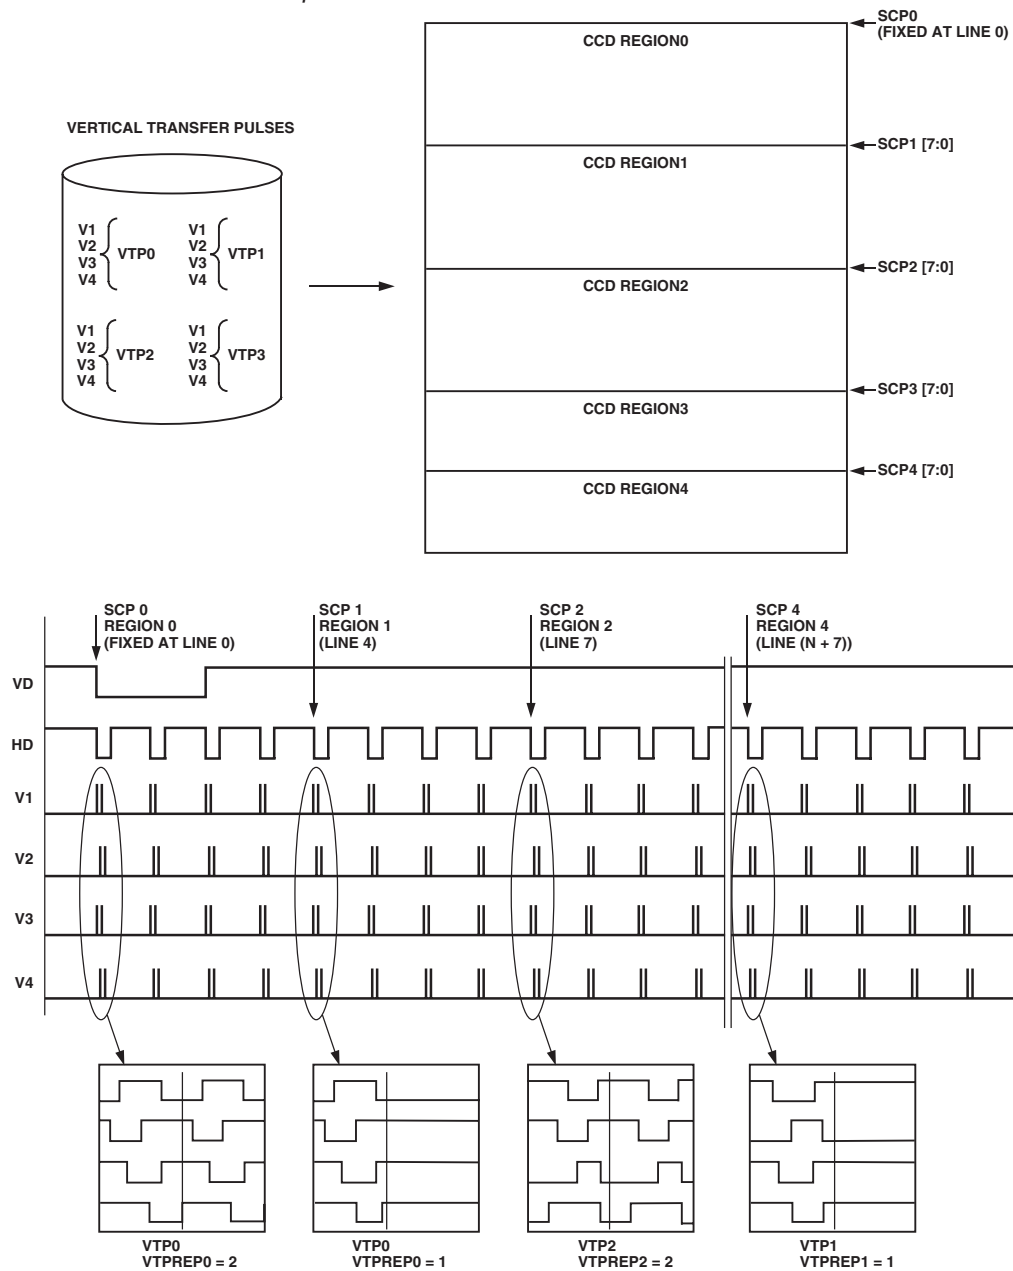 SCP0
(FIXED AT LINE 0)
CCD REGION0
VERTICAL TRANSFER PULSES
SCP1 [7:0]
CCD REGION1
V1
V2
V3
V4
VTP0
V1
V2
V3
V4
VTP1
SCP2 [7:0]
CCD REGION2
V1
V2
V3
V4
VTP2
V1
V2
V3
V4
VTP3
SCP3 [7:0]
CCD REGION3
SCP4 [7:0]
CCD REGION4
SCP 0
REGION 0
(FIXED AT LINE 0)
SCP 1
REGION 1
(LINE 4)
SCP 2
REGION 2
(LINE 7)
SCP 4
REGION 4
(LINE (N + 7))
VD
HD
V1
V2
V3
V4
VTP0
VTPREP0 = 2
VTP0
VTPREP0 = 1
VTP2
VTPREP2 = 2
VTP1
VTPREP1 = 1